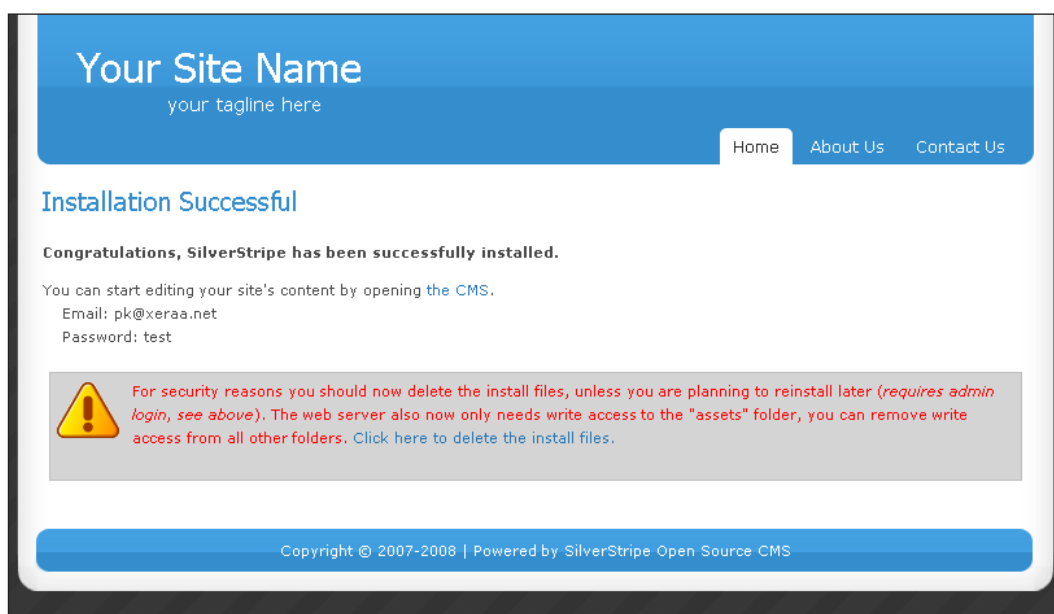 Your Site Name
your tagline here
Home About Us Contact Us
Installation Successful
Congratulations, SilverStripe has been successfully installed.
You can start editing your site's content by opening the CMS.
Email: pk@xeraa.net
Password: test
For security reasons you should now delete the install files, unless you are planning to reinstall later (requires admin
login, see above). The web server also now only needs write access to the "assets" folder, you can remove write
access from all other folders. Click here to delete the install files.
Copyright © 2007-2008 | Powered by SilverStripe Open Source CMS